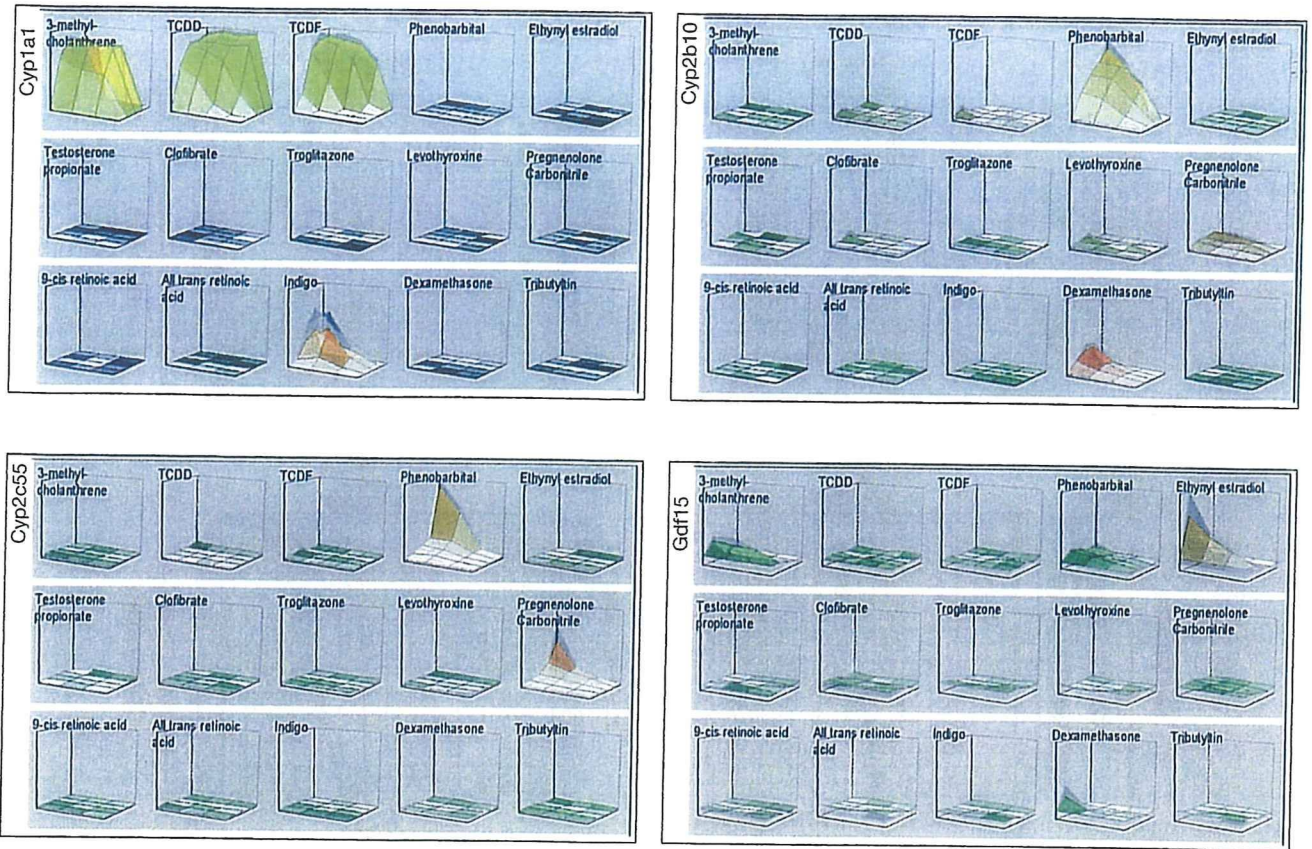 Cyp1a1
3-methyl-
cholanthrene
TCDD
TCDF
Phenobarbital
Ethynyl estradiol
Testosterone
propionate
Clofibrate
Troglitazone
Levothyroxine
Pregnenolone
Carbonitrile
9-cis retinoic acid
All trans retinoic
acid
Indigo
Dexamethasone
Tributyltin
Cyp2b10
3-methyl-
cholanthrene
TCDD
TCDF
Phenobarbital
Ethynyl estradiol
Testosterone
propionate
Clofibrate
Troglitazone
Levothyroxine
Pregnenolone
Carbonitrile
9-cis retinoic acid
All trans retinoic
acid
Indigo
Dexamethasone
Tributyltin
Cyp2c55
3-methyl-
cholanthrene
TCDD
TCDF
Phenobarbital
Ethynyl estradiol
Testosterone
propionate
Clofibrate
Troglitazone
Levothyroxine
Pregnenolone
Carbonitrile
9-cis retinoic acid
All trans retinoic
acid
Indigo
Dexamethasone
Tributyltin
Gdf15
3-methyl-
cholanthrene
TCDD
TCDF
Phenobarbital
Ethynyl estradiol
Testosterone
propionate
Clofibrate
Troglitazone
Levothyroxine
Pregnenolone
Carbonitrile
9-cis retinoic acid
All trans retinoic
acid
Indigo
Dexamethasone
Tributyltin